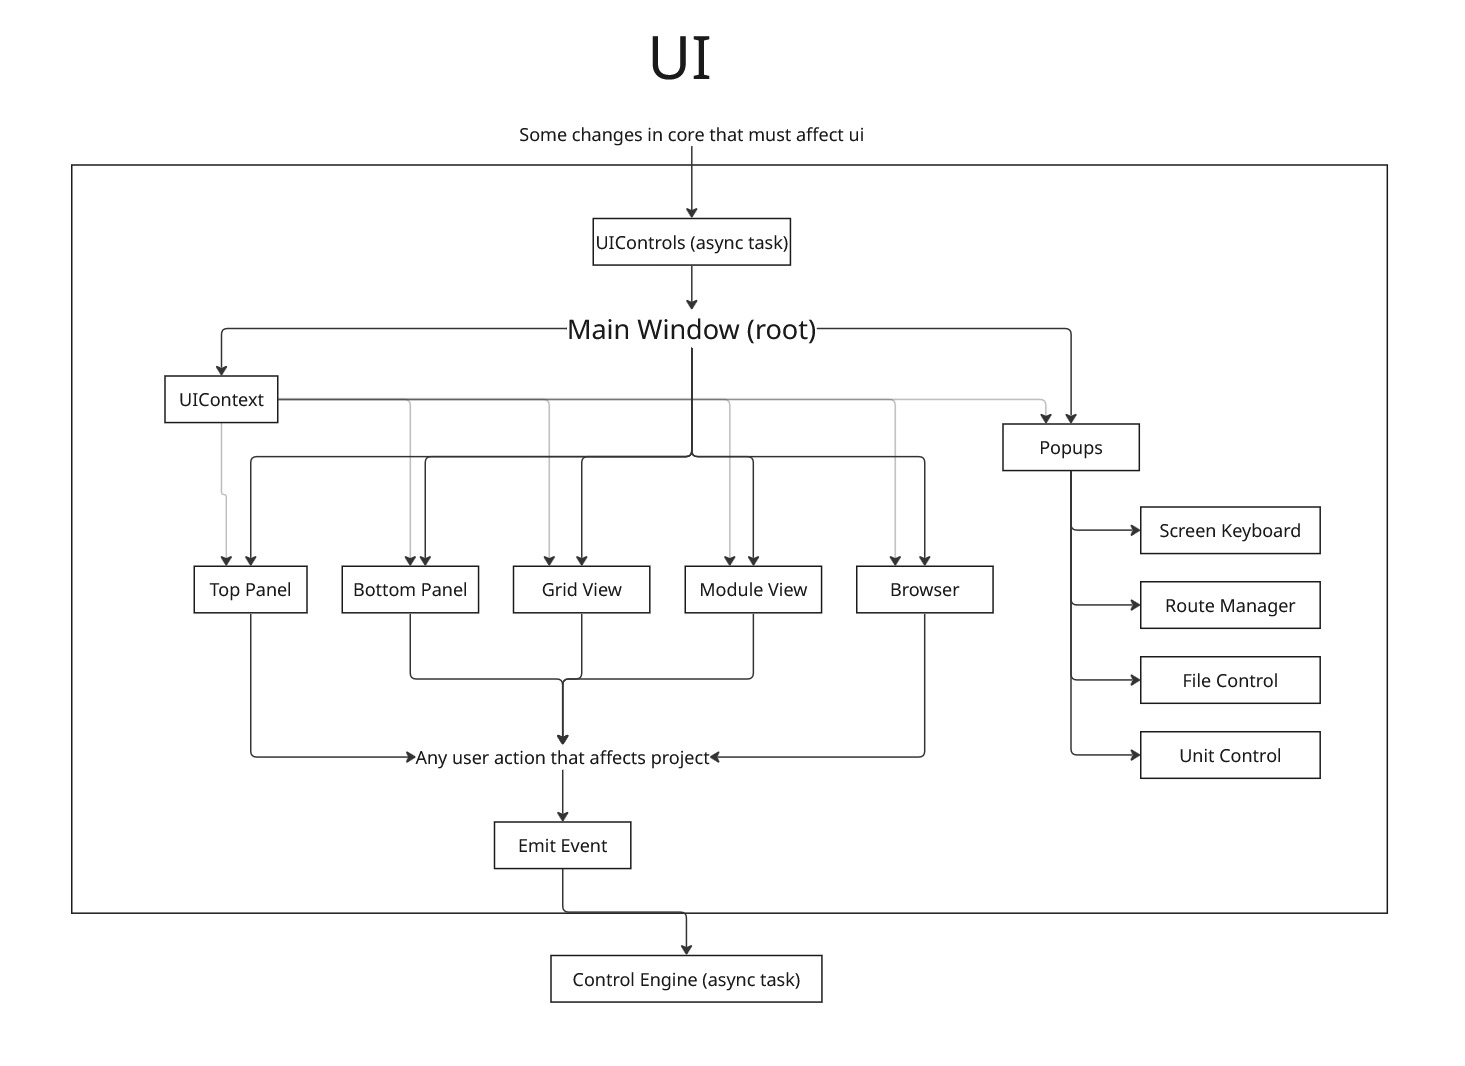 UI
Some changes in core that must affect ui
UIControls (async task)
Main Window (root)
UIContext
Popups
Screen Keyboard
Top Panel
Bottom Panel
Grid View
Module View
Browser
Route Manager
File Control
Unit Control
Any user action that affects project
Emit Event
Control Engine (async task)